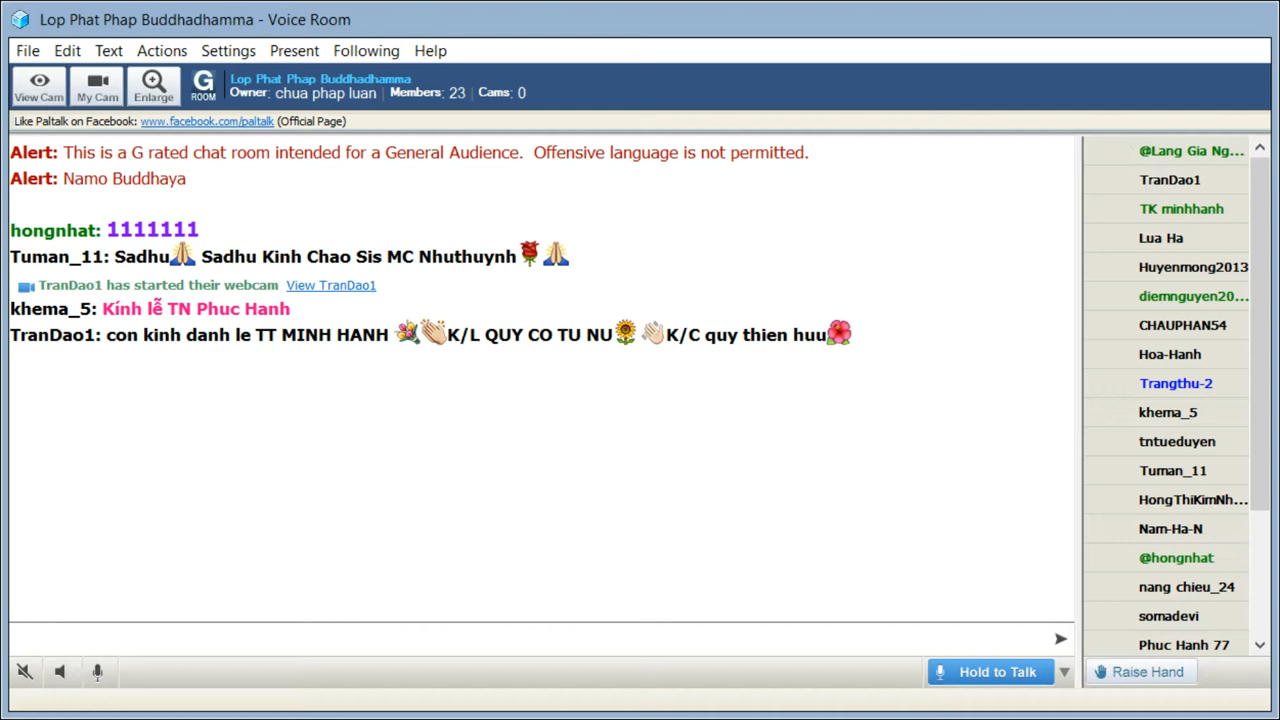 Lop Phat Phap Buddhadhamma - Voice Room
File Edit Text Actions Settings Present Following Help
View Cam My Cam Enlarge G ROOM
Lop Phat Phap Buddhadhamma
Owner: chua phap luan | Members: 23 | Cams: 0
Like Paltalk on Facebook: www.facebook.com/paltalk (Official Page)
Alert: This is a G rated chat room intended for a General Audience. Offensive language is not permitted.
Alert: Namo Buddhaya
hongnhat: 1111111
Tuman_11: Sadhu🙏 Sadhu Kinh Chao Sis MC Nhuthuynh🌹🙏
TranDao1 has started their webcam View TranDao1
khema_5: Kính lễ TN Phuc Hanh
TranDao1: con kinh danh le TT MINH HANH 💐👏K/L QUY CO TU NU🌻👏K/C quy thien huu🌺
@Lang Gia Ng...
TranDao1
TK minhhanh
Lua Ha
Huyenmong2013
diemnguyen20...
CHAUPHAN54
Hoa-Hanh
Trangthu-2
khema_5
tntueduyen
Tuman_11
HongThiKimNh...
Nam-Ha-N
@hongnhat
nang chieu_24
somadevi
Phuc Hanh 77
Hold to Talk
Raise Hand